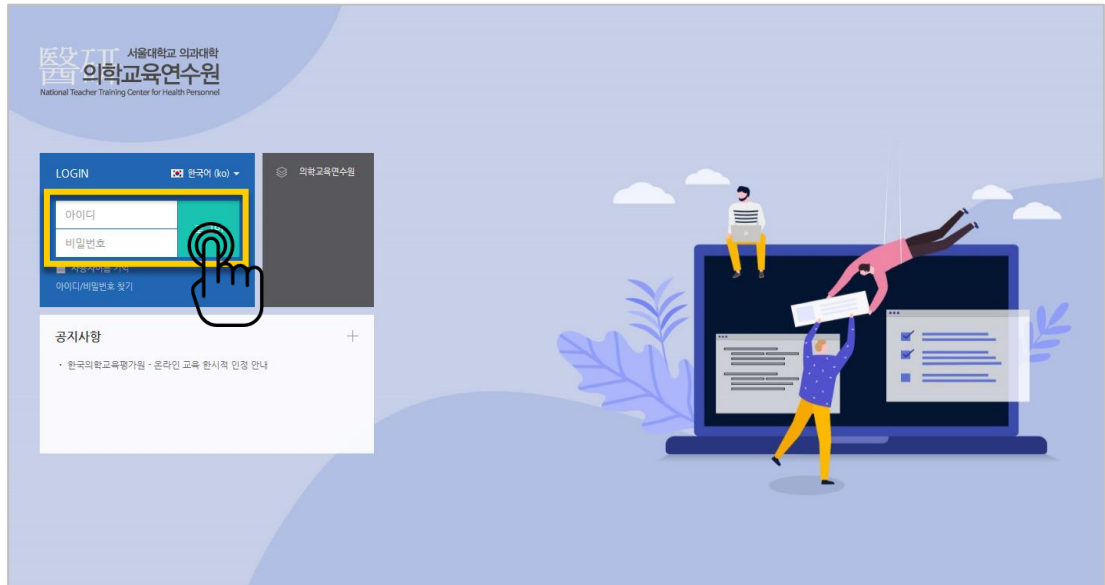 醫研
서울대학교 의과대학
의학교육연수원
National Teacher Training Center for Health Personnel
LOGIN
한국어 (ko)
의학교육연수원
아이디
비밀번호
아이디/비밀번호 찾기
공지사항
· 한국의학교육평가원 - 온라인 교육 한시적 인정 안내